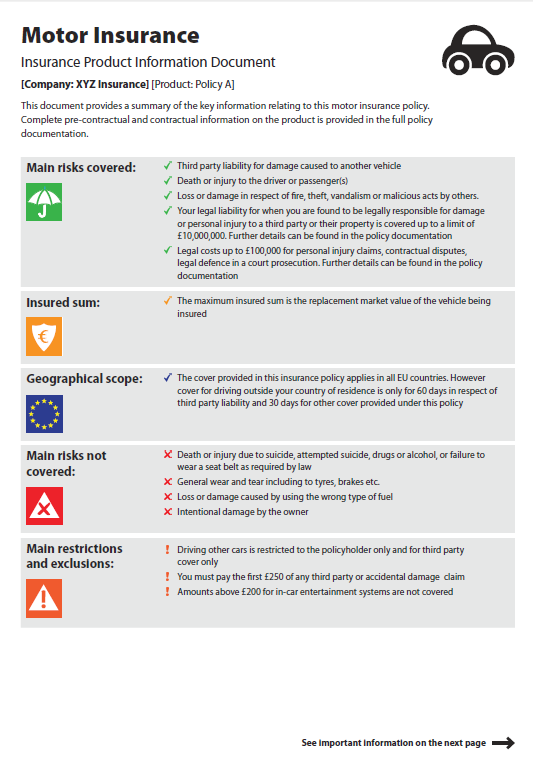 Motor Insurance
Insurance Product Information Document
[Company: XYZ Insurance] [Product: Policy A]
This document provides a summary of the key information relating to this motor insurance policy.
Complete pre-contractual and contractual information on the product is provided in the full policy
documentation.
Main risks covered:
✓ Third party liability for damage caused to another vehicle
✓ Death or injury to the driver or passenger(s)
✓ Loss or damage in respect of fire, theft, vandalism or malicious acts by others.
✓ Your legal liability for when you are found to be legally responsible for damage
or personal injury to a third party or their property is covered up to a limit of
£10,000,000. Further details can be found in the policy documentation
✓ Legal costs up to £100,000 for personal injury claims, contractual disputes,
legal defence in a court prosecution. Further details can be found in the policy
documentation
Insured sum:
€
✓ The maximum insured sum is the replacement market value of the vehicle being
insured
Geographical scope:
✓ The cover provided in this insurance policy applies in all EU countries. However
cover for driving outside your country of residence is only for 60 days in respect of
third party liability and 30 days for other cover provided under this policy
Main risks not
covered:
✗ Death or injury due to suicide, attempted suicide, drugs or alcohol, or failure to
wear a seat belt as required by law
✗ General wear and tear including to tyres, brakes etc.
✗ Loss or damage caused by using the wrong type of fuel
✗ Intentional damage by the owner
Main restrictions
and exclusions:
! Driving other cars is restricted to the policyholder only and for third party
cover only
! You must pay the first £250 of any third party or accidental damage claim
! Amounts above £200 for in-car entertainment systems are not covered
See important information on the next page